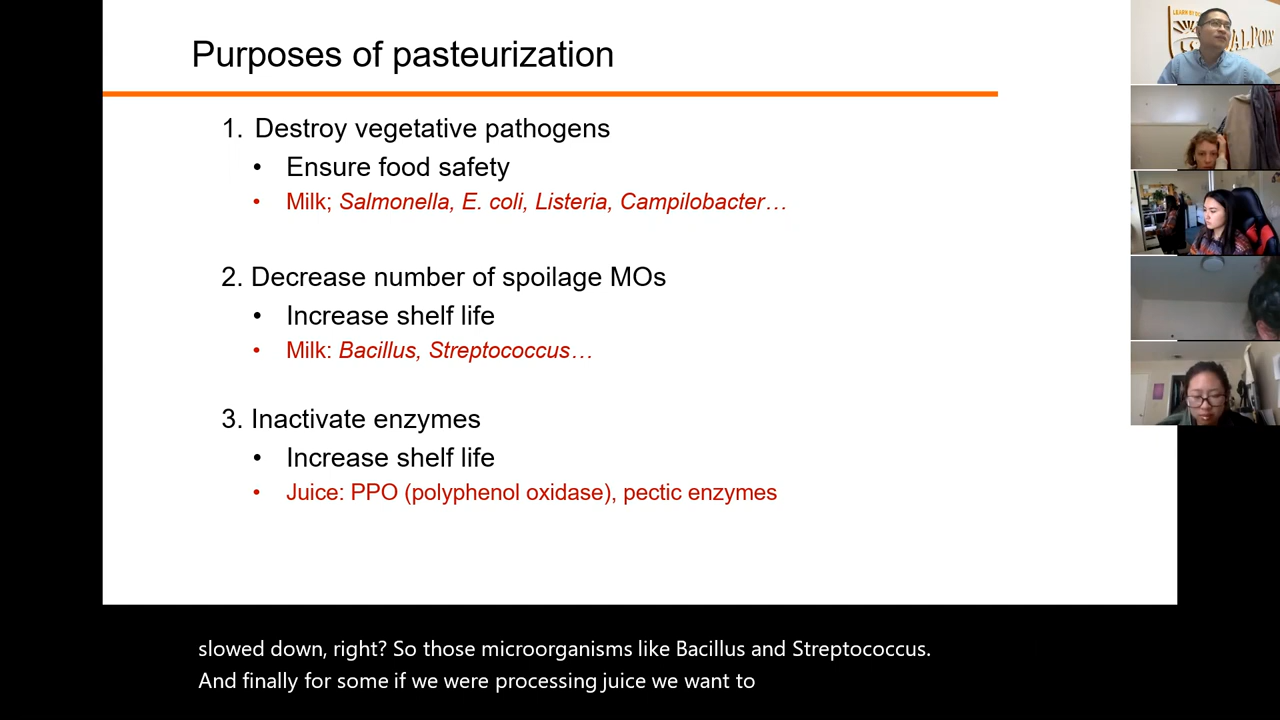 Purposes of pasteurization
1. Destroy vegetative pathogens
• Ensure food safety
• Milk; Salmonella, E. coli, Listeria, Campilobacter…
2. Decrease number of spoilage MOs
• Increase shelf life
• Milk: Bacillus, Streptococcus…
3. Inactivate enzymes
• Increase shelf life
• Juice: PPO (polyphenol oxidase), pectic enzymes
slowed down, right? So those microorganisms like Bacillus and Streptococcus.
And finally for some if we were processing juice we want to